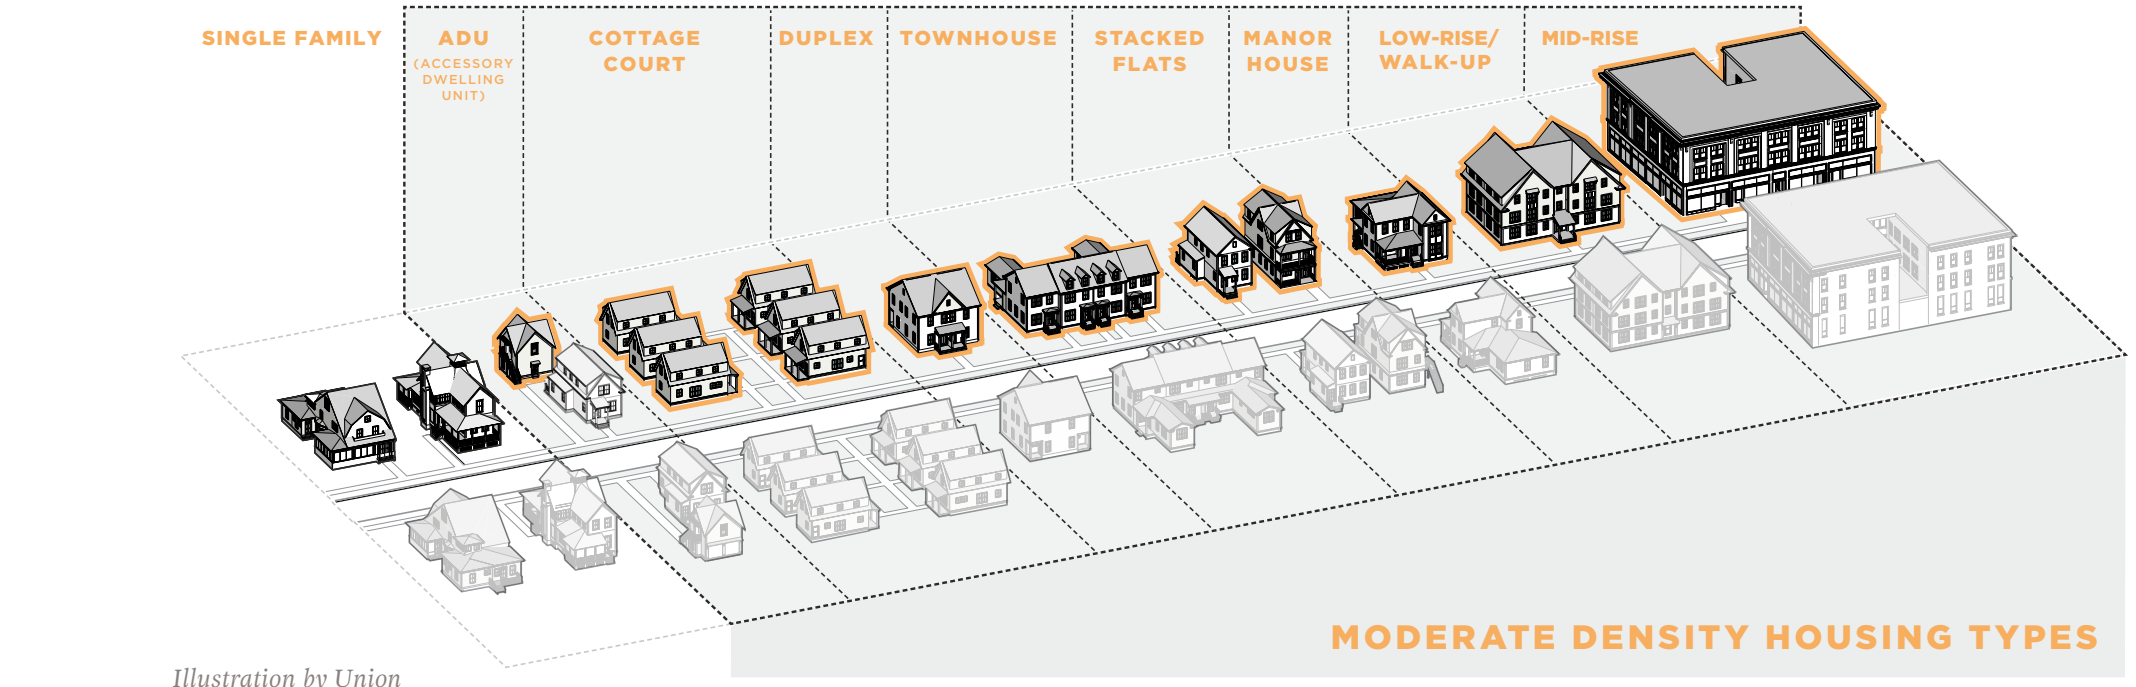 SINGLE FAMILY
ADU
(ACCESSORY
DWELLING
UNIT)
COTTAGE
COURT
DUPLEX
TOWNHOUSE
STACKED
FLATS
MANOR
HOUSE
LOW-RISE/
WALK-UP
MID-RISE
MODERATE DENSITY HOUSING TYPES
Illustration by Union